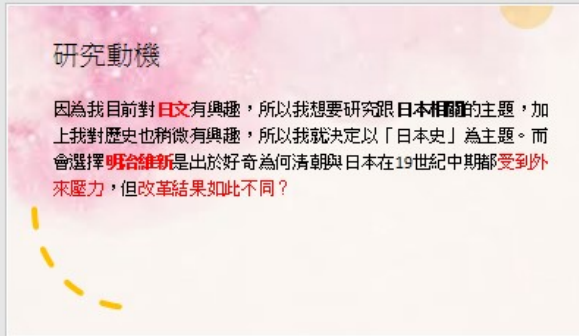 研究動機
因為我目前對日文有興趣，所以我想要研究跟日本相關的主題，加
上我對歷史也稍微有興趣，所以我就決定以「日本史」為主題。而
會選擇明治維新是出於好奇為何清朝與日本在19世紀中期都受到外
來壓力，但改革結果如此不同？